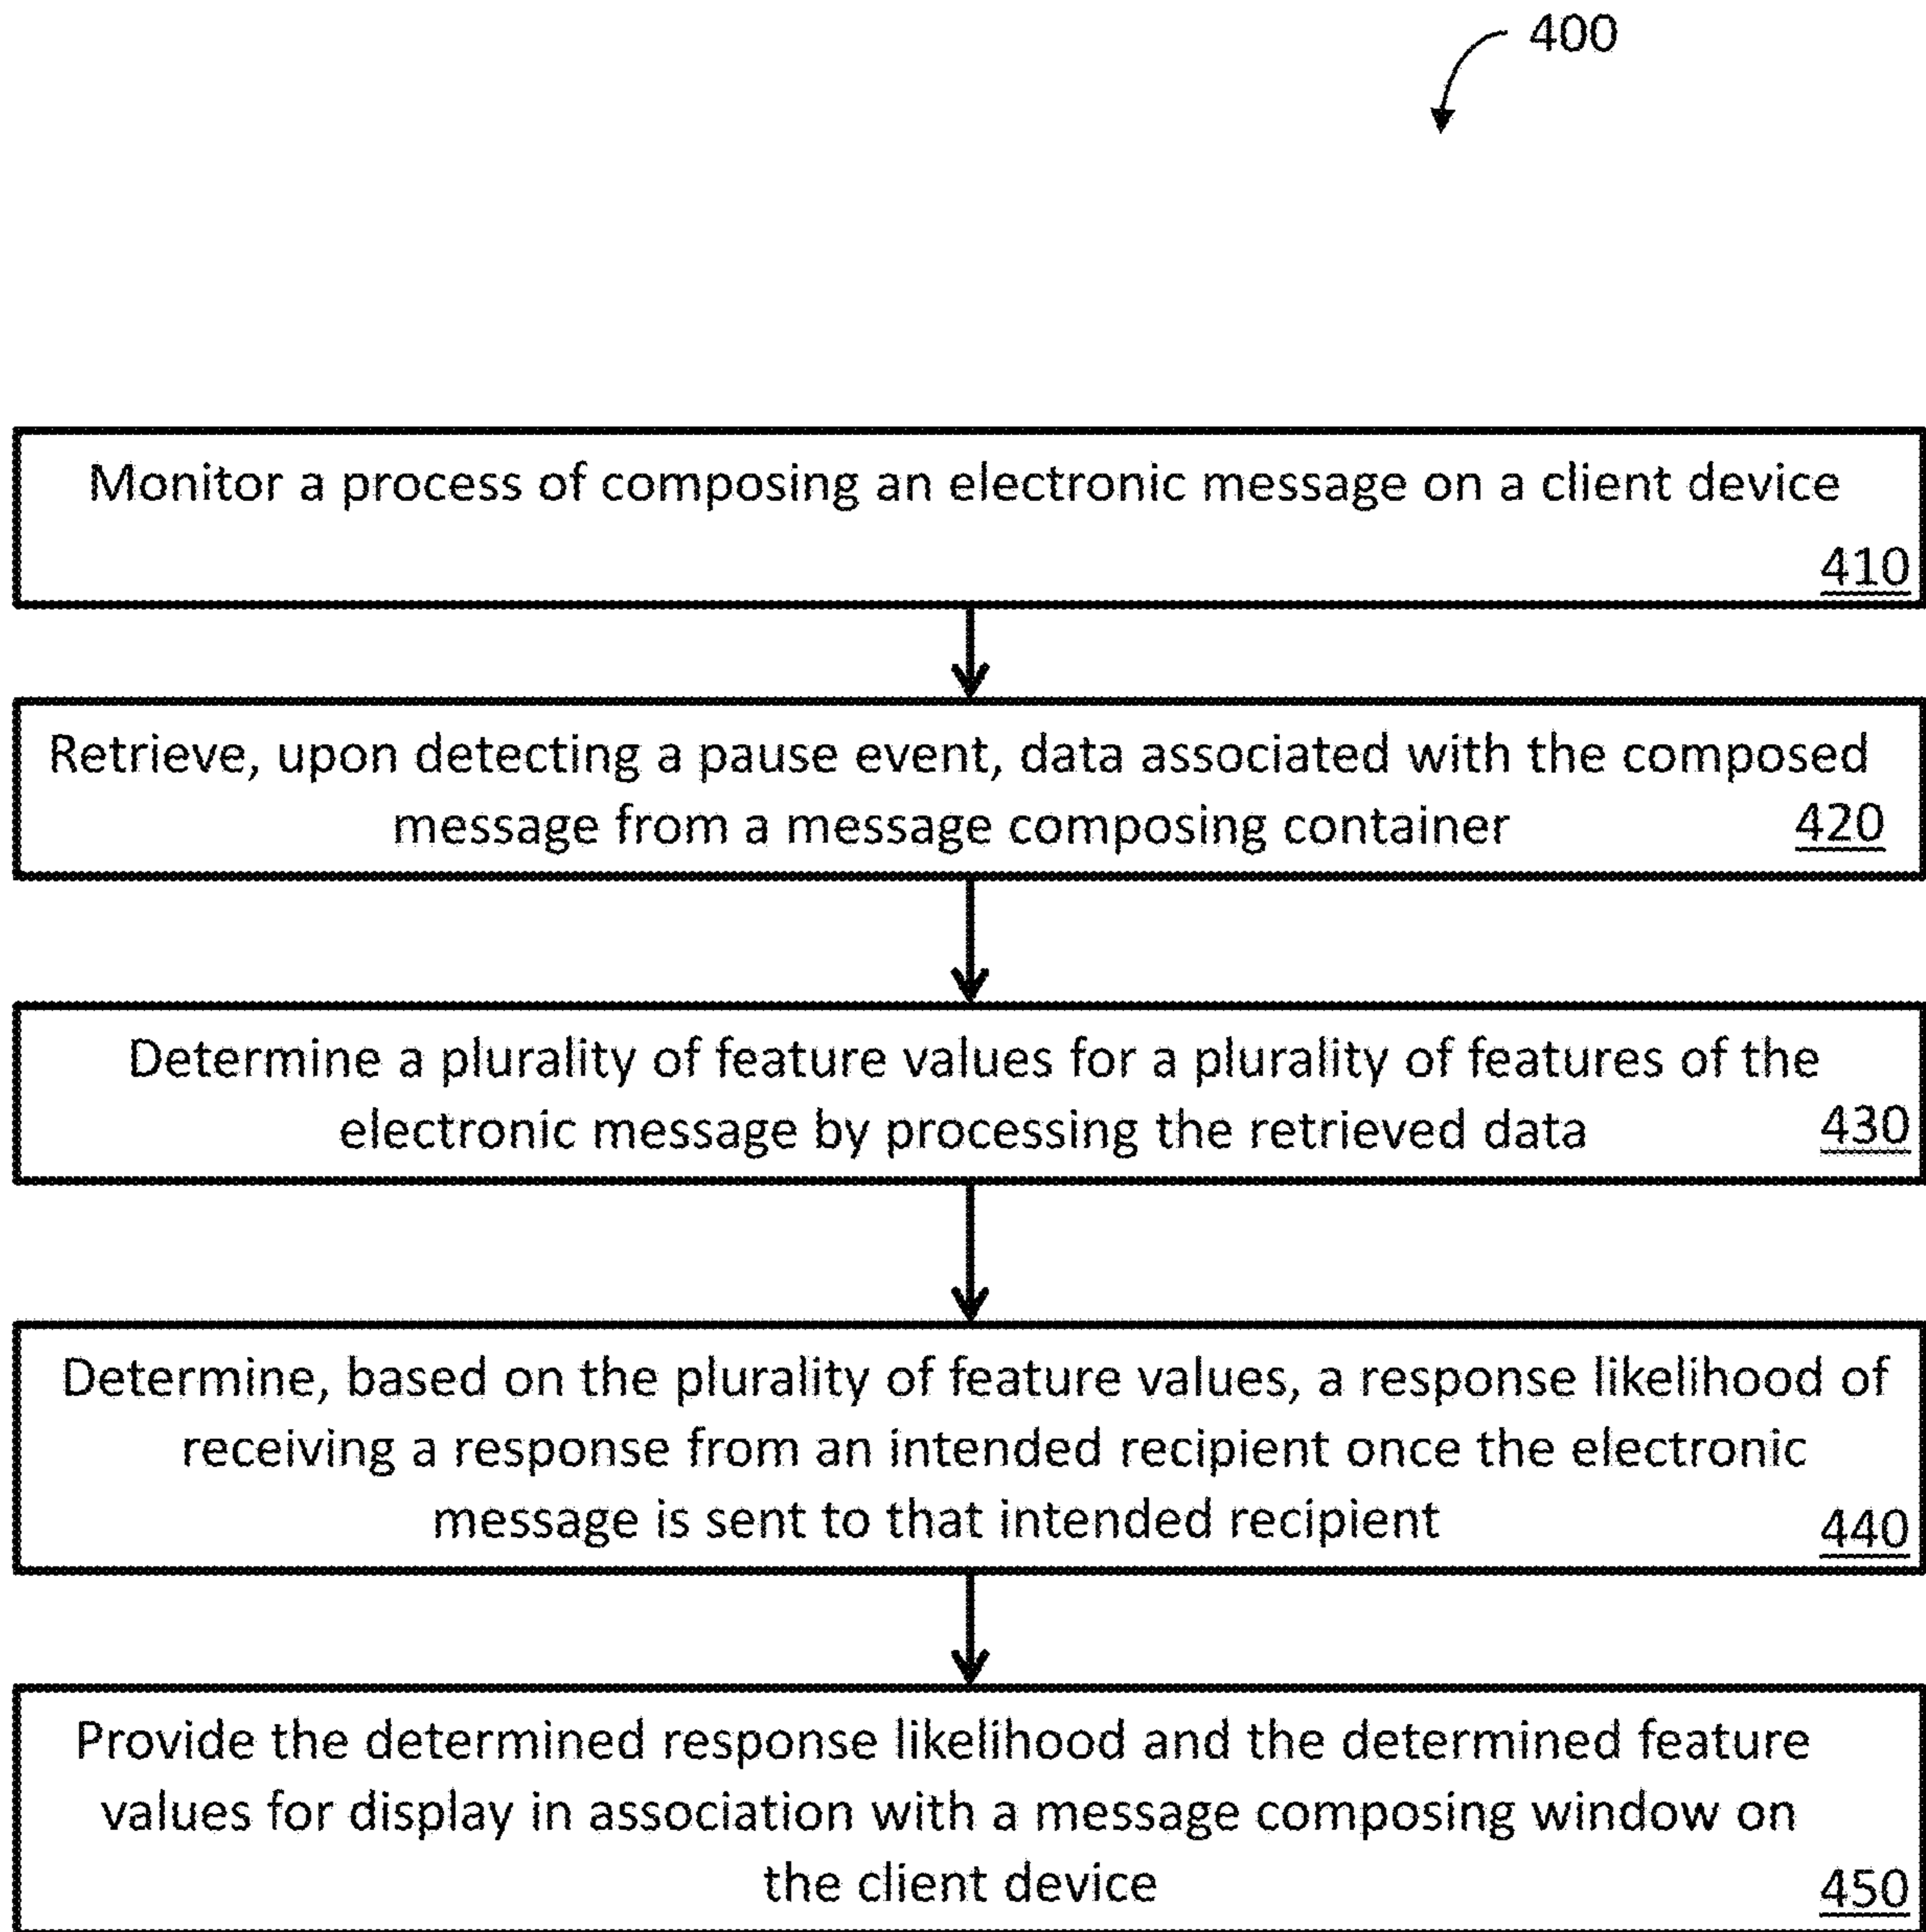 400
Monitor a process of composing an electronic message on a client device
410
Retrieve, upon detecting a pause event, data associated with the composed
message from a message composing container
420
Determine a plurality of feature values for a plurality of features of the
electronic message by processing the retrieved data
430
Determine, based on the plurality of feature values, a response likelihood of
receiving a response from an intended recipient once the electronic
message is sent to that intended recipient
440
Provide the determined response likelihood and the determined feature
values for display in association with a message composing window on
the client device
450